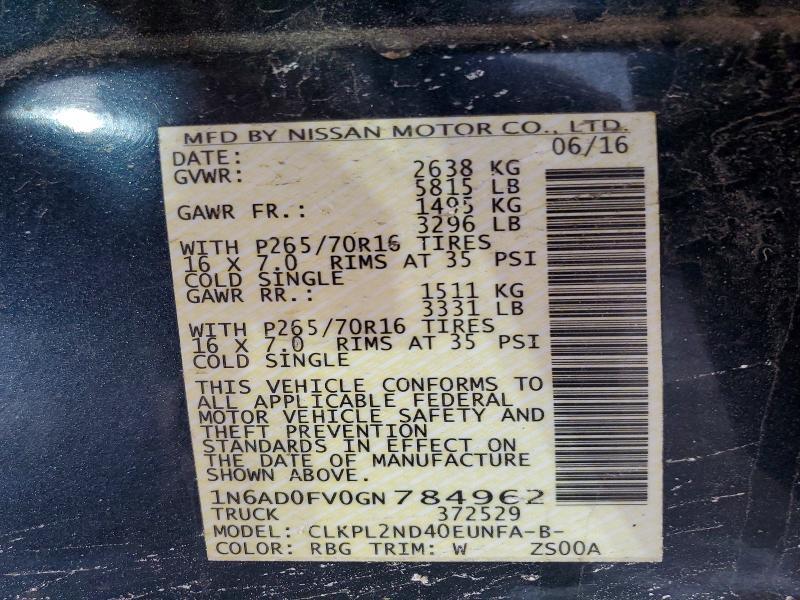 MFD BY NISSAN MOTOR CO., LTD.
DATE: 06/16
GVWR: 2638 KG
5815 LB
GAWR FR.: 1495 KG
3296 LB
WITH P265/70R16 TIRES
16 X 7.0 RIMS AT 35 PSI
COLD SINGLE
GAWR RR.: 1511 KG
3331 LB
WITH P265/70R16 TIRES
16 X 7.0 RIMS AT 35 PSI
COLD SINGLE
THIS VEHICLE CONFORMS TO
ALL APPLICABLE FEDERAL
MOTOR VEHICLE SAFETY AND
THEFT PREVENTION
STANDARDS IN EFFECT ON
THE DATE OF MANUFACTURE
SHOWN ABOVE.
1N6AD0FV0GN 784962
TRUCK 372529
MODEL: CLKPL2ND40EUNFA-B-
COLOR: RBG TRIM: W ZS00A